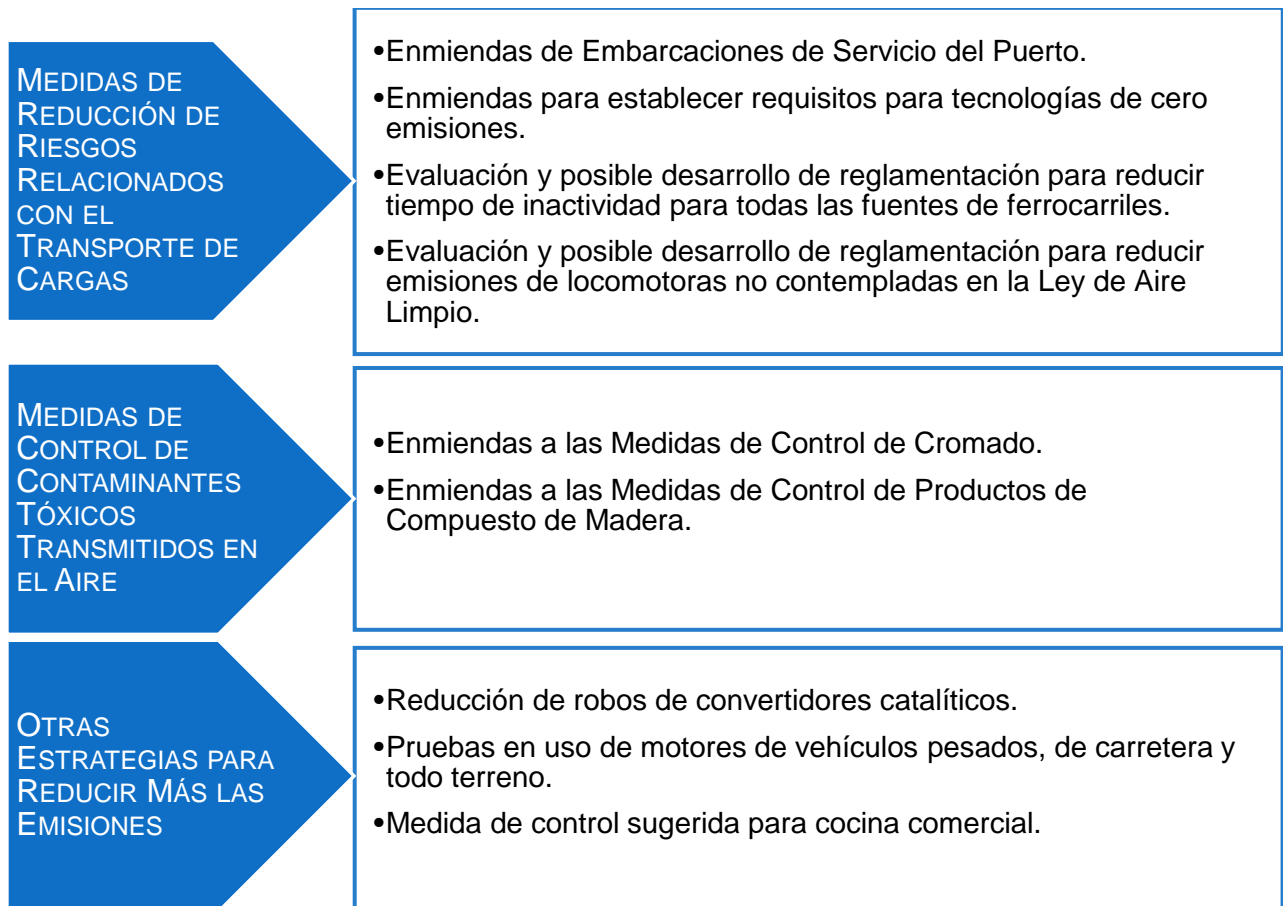 MEDIDAS DE
REDUCCIÓN DE
RIESGOS
RELACIONADOS
CON EL
TRANSPORTE DE
CARGAS
•Enmiendas de Embarcaciones de Servicio del Puerto.
•Enmiendas para establecer requisitos para tecnologías de cero
emisiones.
•Evaluación y posible desarrollo de reglamentación para reducir
tiempo de inactividad para todas las fuentes de ferrocarriles.
•Evaluación y posible desarrollo de reglamentación para reducir
emisiones de locomotoras no contempladas en la Ley de Aire
Limpio.
MEDIDAS DE
CONTROL DE
CONTAMINANTES
TÓXICOS
TRANSMITIDOS EN
EL AIRE
•Enmiendas a las Medidas de Control de Cromado.
•Enmiendas a las Medidas de Control de Productos de
Compuesto de Madera.
OTRAS
ESTRATEGIAS PARA
REDUCIR MÁS LAS
EMISIONES
•Reducción de robos de convertidores catalíticos.
•Pruebas en uso de motores de vehículos pesados, de carretera y
todo terreno.
•Medida de control sugerida para cocina comercial.